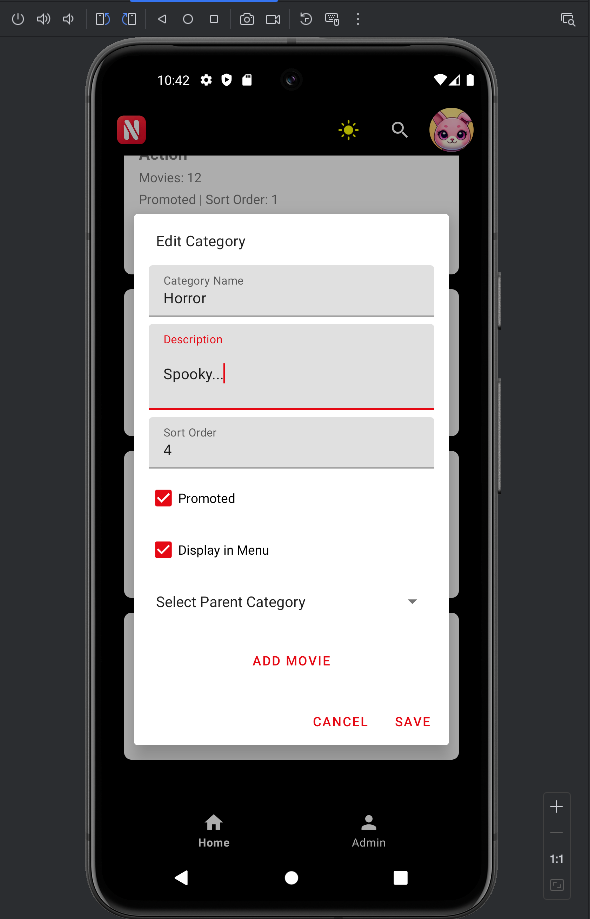 10:42
N
Action
Movies: 12
Promoted | Sort Order: 1
Edit Category
Category Name
Horror
Description
Spooky...
Sort Order
4
Promoted
Display in Menu
Select Parent Category
ADD MOVIE
CANCEL SAVE
Home Admin
1:1